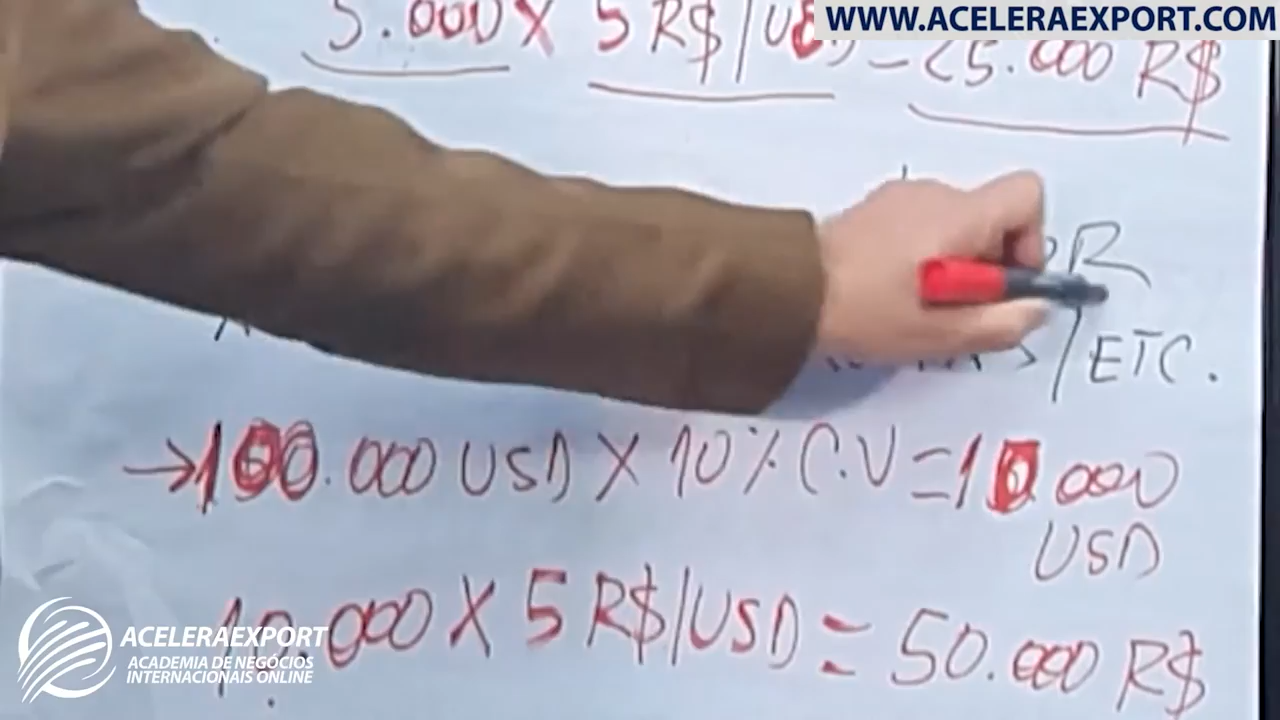 WWW.ACELERAEXPORT.COM
5.000 X 5 R$/USD = 25.000 R$
/ETC.
→100.000 USD X 10% C.V = 10.000
USD
10.000 X 5 R$/USD = 50.000 R$
ACELERAEXPORT
ACADEMIA DE NEGÓCIOS
INTERNACIONAIS ONLINE